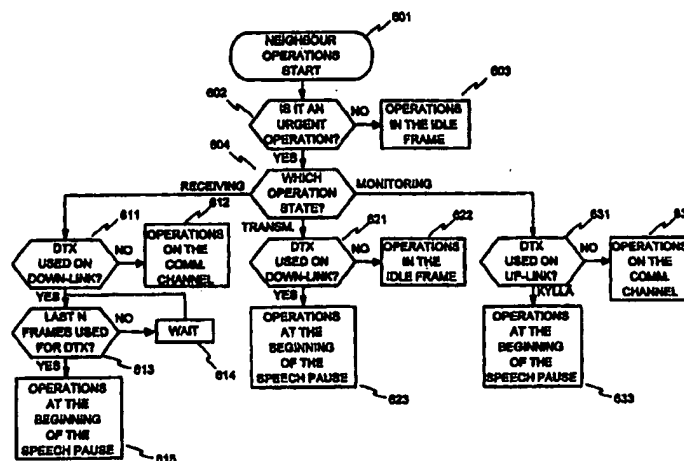 601
NEIGHBOUR
OPERATIONS
START
602
603
IS IT AN
URGENT
OPERATION?
NO
OPERATIONS
IN THE IDLE
FRAME
YES
604
WHICH
OPERATION
STATE?
RECEIVING
MONITORING
TRANSM.
611
DTX
USED ON
DOWN-LINK?
NO
612
OPERATIONS
ON THE
COMM.
CHANNEL
621
DTX
USED ON
DOWN-LINK?
NO
622
OPERATIONS
IN THE
IDLE FRAME
631
DTX
USED ON
UP-LINK?
NO
OPERATIONS
ON THE
COMM.
CHANNEL
YES
LAST N
FRAMES USED
FOR DTX?
NO
WAIT
613
614
YES
OPERATIONS
AT THE
BEGINNING
OF THE
SPEECH PAUSE
615
YES
OPERATIONS
AT THE
BEGINNING
OF THE
SPEECH PAUSE
623
KYLLA
OPERATIONS
AT THE
BEGINNING
OF THE
SPEECH PAUSE
633